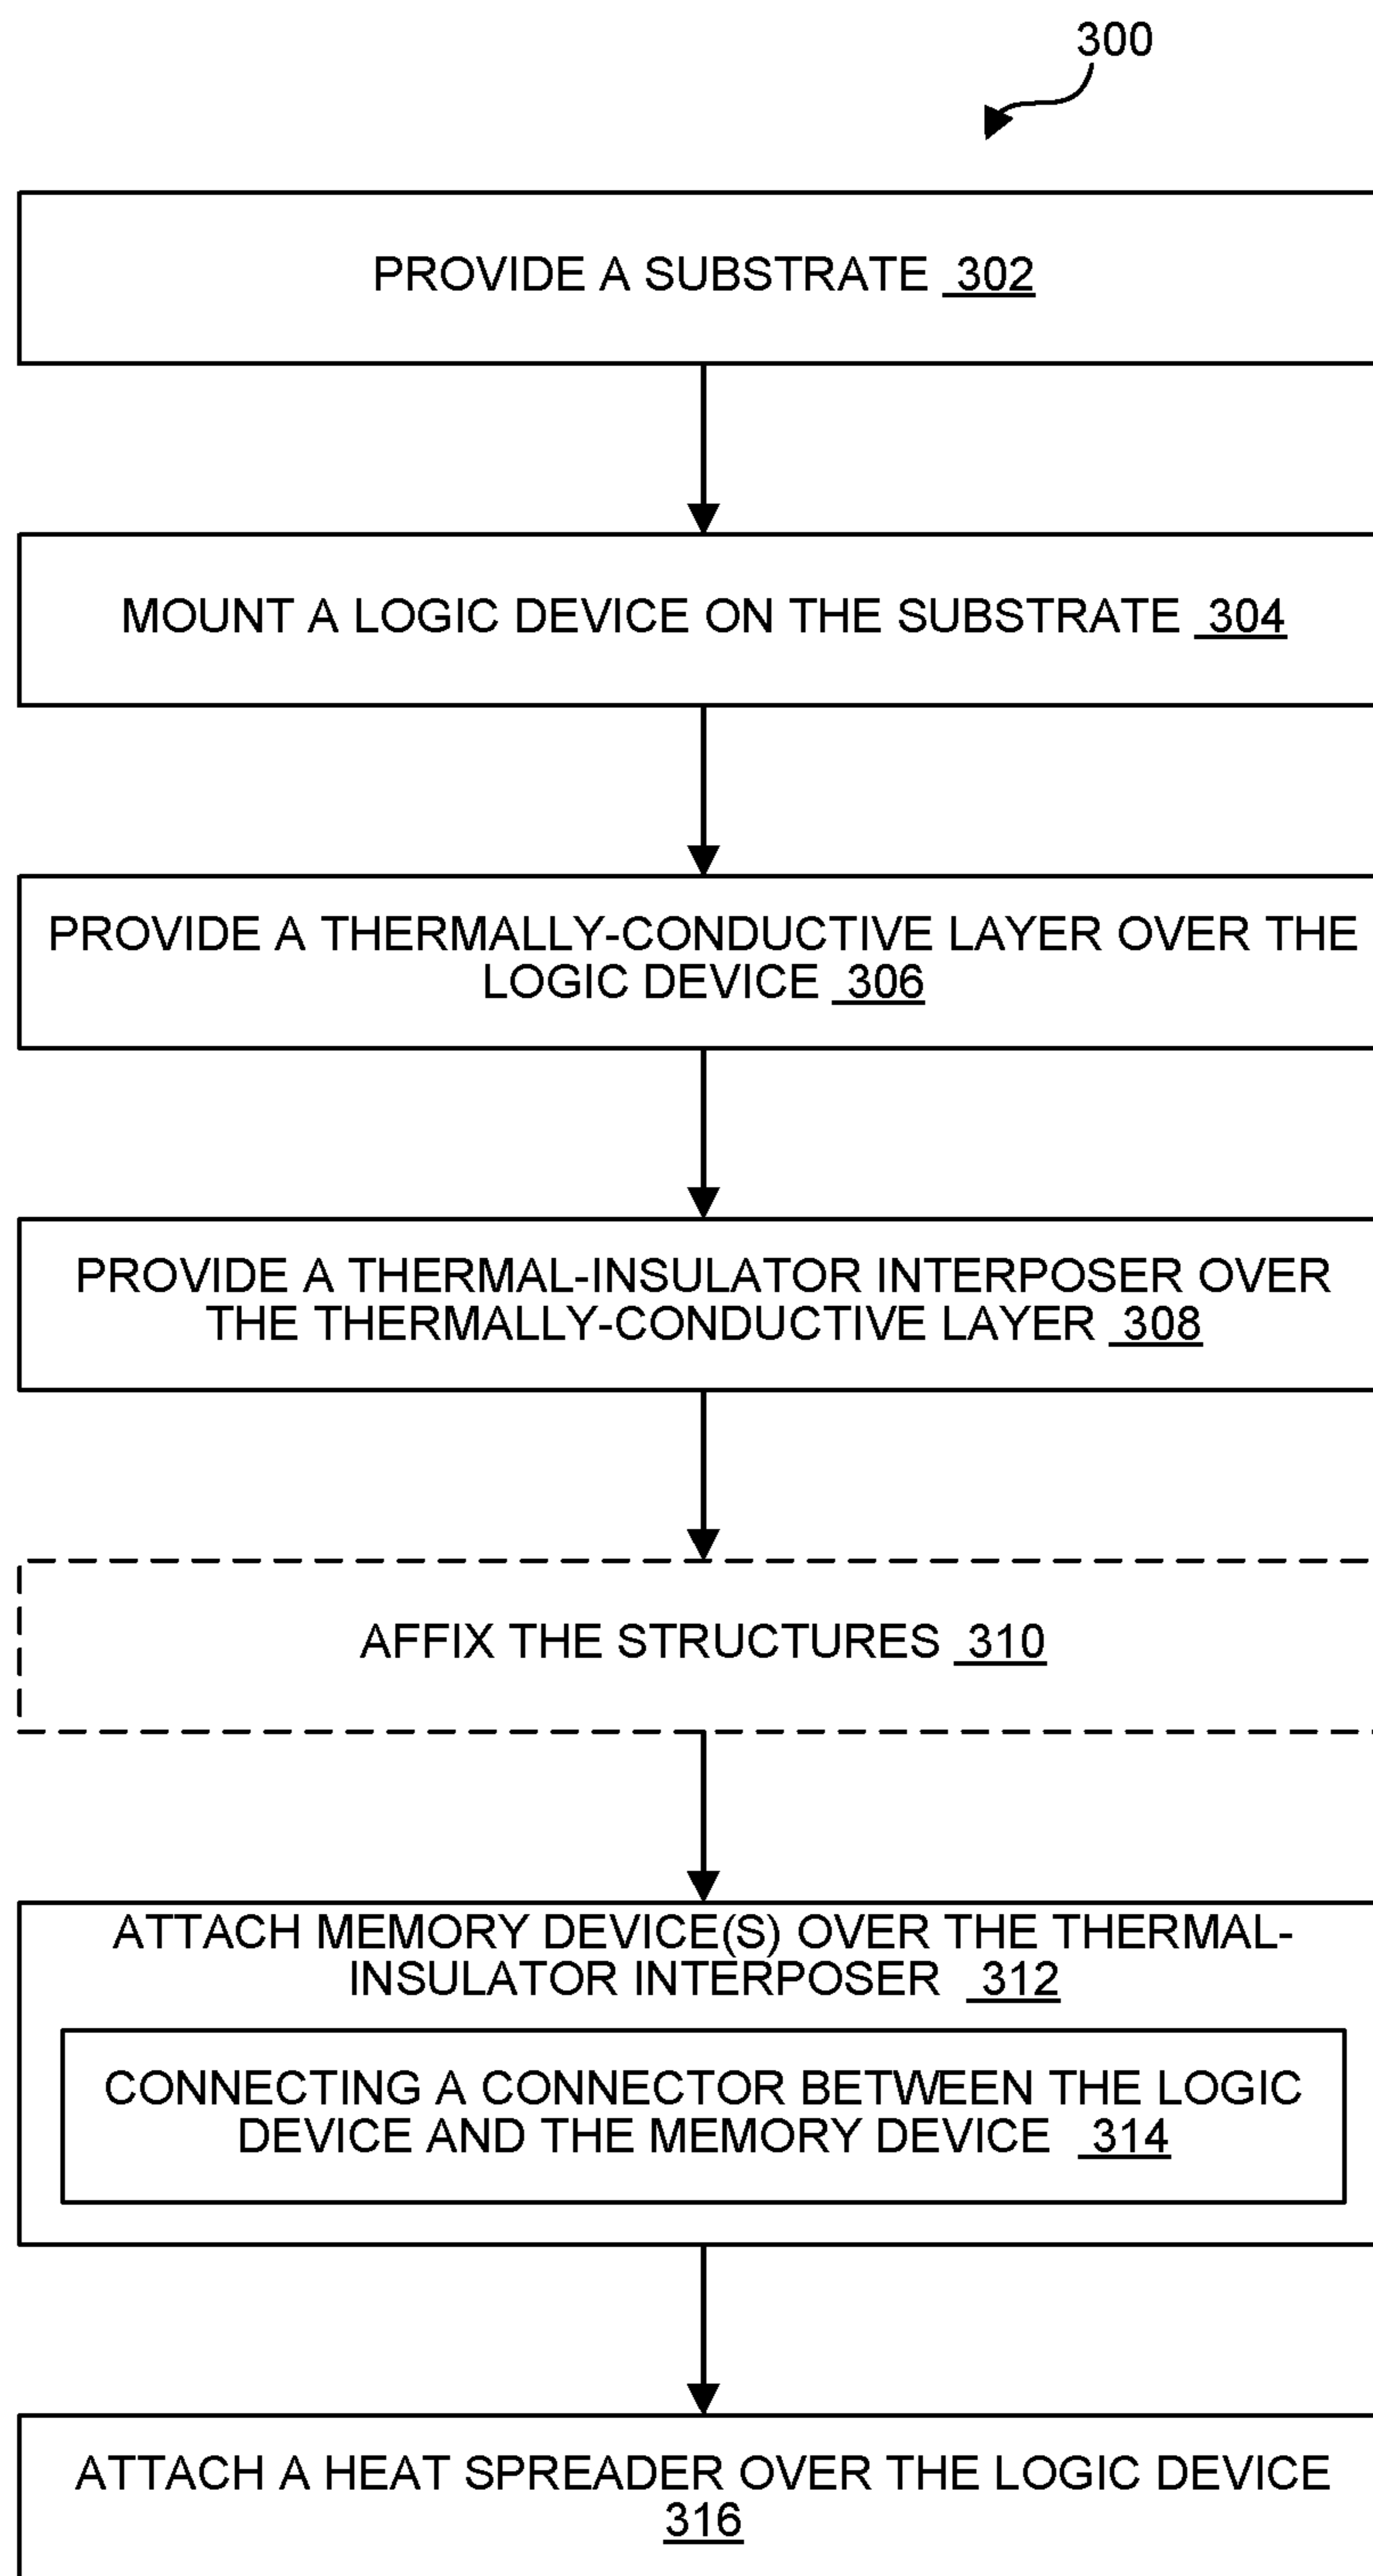 300
PROVIDE A SUBSTRATE 302
MOUNT A LOGIC DEVICE ON THE SUBSTRATE 304
PROVIDE A THERMALLY-CONDUCTIVE LAYER OVER THE
LOGIC DEVICE 306
PROVIDE A THERMAL-INSULATOR INTERPOSER OVER
THE THERMALLY-CONDUCTIVE LAYER 308
AFFIX THE STRUCTURES 310
ATTACH MEMORY DEVICE(S) OVER THE THERMAL-
INSULATOR INTERPOSER 312
CONNECTING A CONNECTOR BETWEEN THE LOGIC
DEVICE AND THE MEMORY DEVICE 314
ATTACH A HEAT SPREADER OVER THE LOGIC DEVICE
316